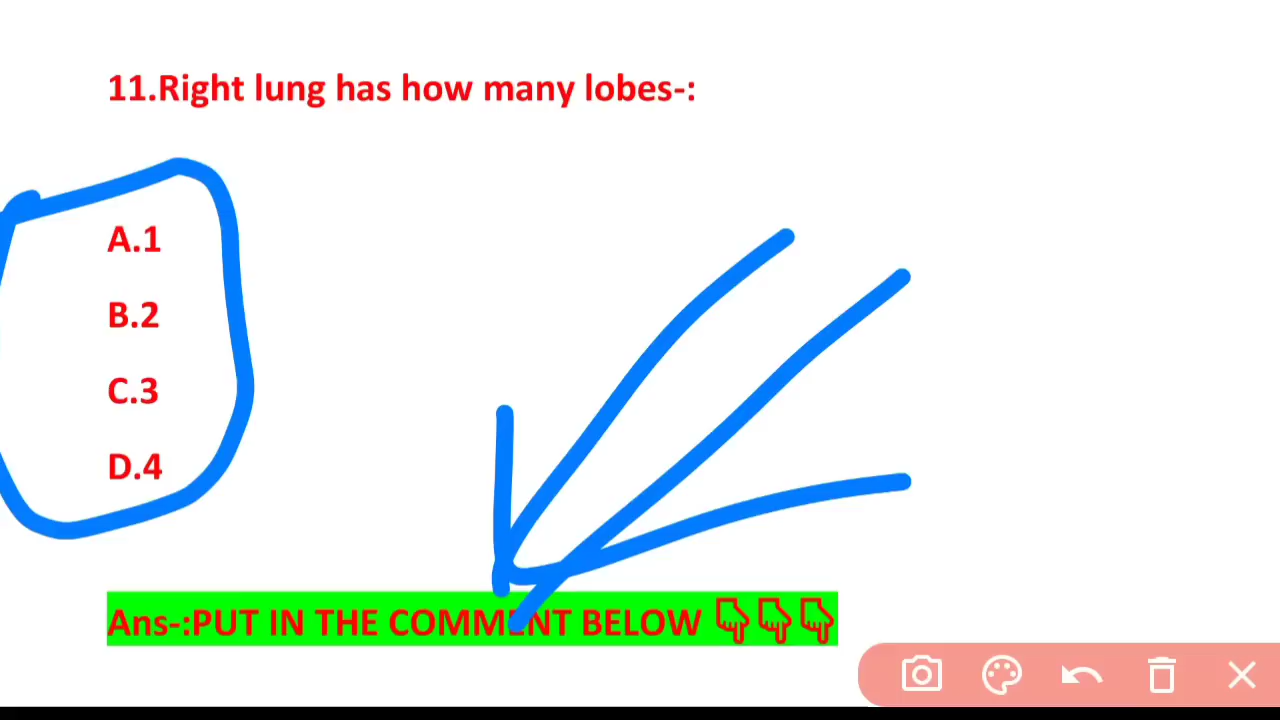 11.Right lung has how many lobes-:
A.1
B.2
C.3
D.4
Ans-:PUT IN THE COMMENT BELOW 👇👇👇